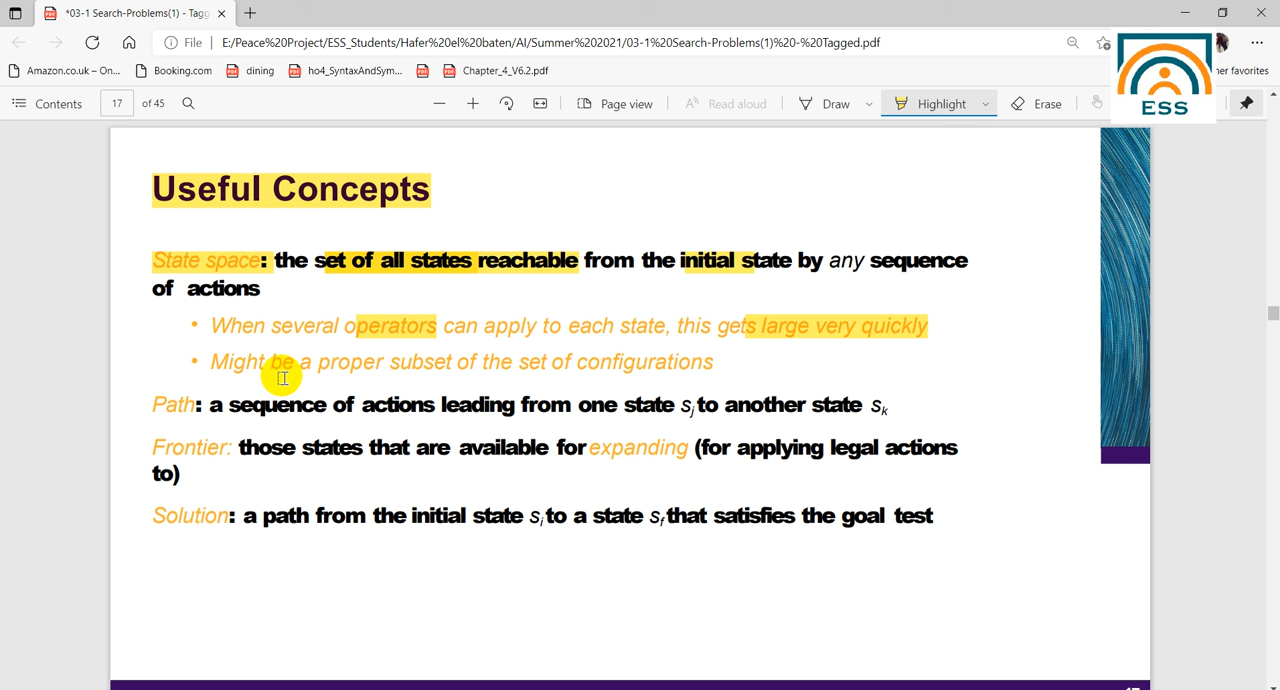 *03-1 Search-Problems(1) - Tagg
File | E:/Peace%20Project/ESS_Students/Hafer%20el%20baten/AI/Summer%202021/03-1%20Search-Problems(1)%20-%20Tagged.pdf
Amazon.co.uk – On... Booking.com dining ho4_SyntaxAndSym... Chapter_4_V6.2.pdf her favorites
Contents 17 of 45 Page view Read aloud Draw Highlight Erase
ESS
Useful Concepts
State space: the set of all states reachable from the initial state by any sequence
of actions
• When several operators can apply to each state, this gets large very quickly
• Might be a proper subset of the set of configurations
Path: a sequence of actions leading from one state sj to another state sk
Frontier: those states that are available for expanding (for applying legal actions
to)
Solution: a path from the initial state si to a state sf that satisfies the goal test